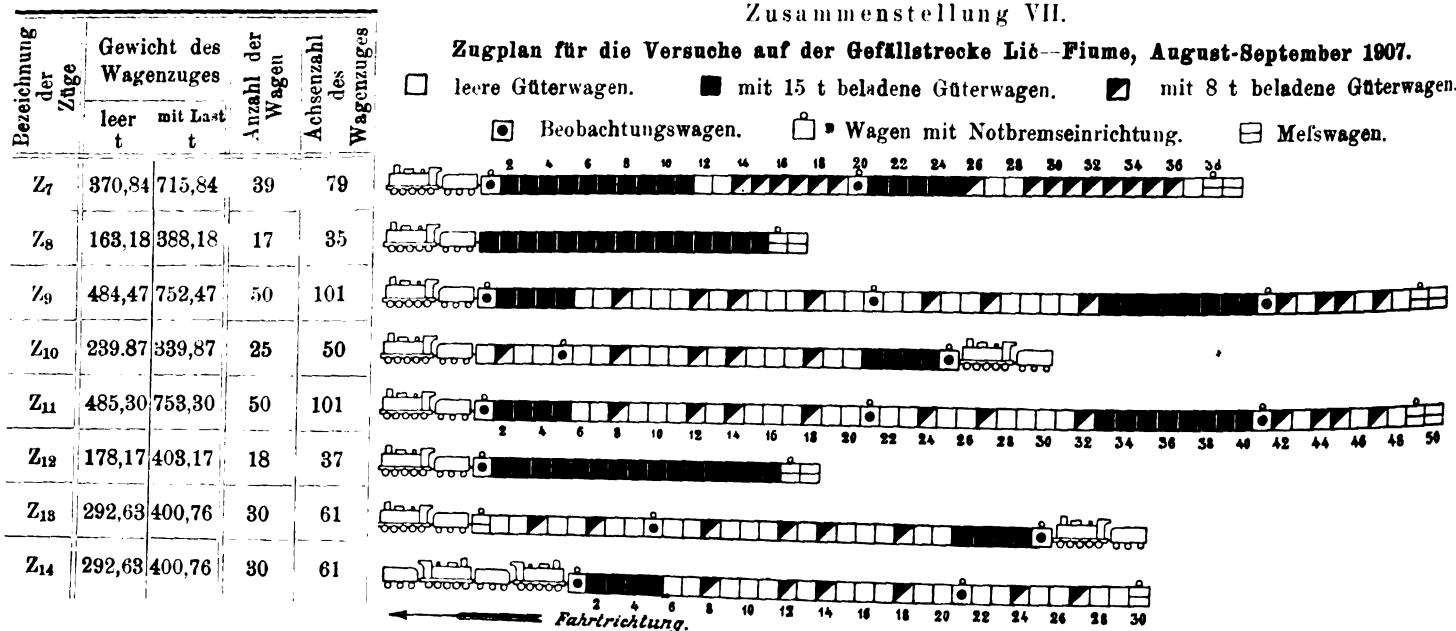 Zusammenstellung VII.
Zugplan für die Versuche auf der Gefällstrecke Lič--Fiume, August-September 1907.
leere Güterwagen. mit 15 t beladene Güterwagen. mit 8 t beladene Güterwagen.
Beobachtungswagen. " Wagen mit Notbremseinrichtung. Meßwagen.
Bezeichnung der Züge
Gewicht des Wagenzuges
leer t
mit Last t
Anzahl der Wagen
Achsenzahl des Wagenzuges
2 4 6 8 10 12 14 16 18 20 22 24 26 28 30 32 34 36 38
Z7 370,84 715,84 39 79
Z8 163,18 388,18 17 35
Z9 484,47 752,47 50 101
Z10 239.87 339,87 25 50
Z11 485,30 753,30 50 101
2 4 6 8 10 12 14 16 18 20 22 24 26 28 30 32 34 36 38 40 42 44 46 48 50
Z12 178,17 403,17 18 37
Z13 292,63 400,76 30 61
Z14 292,63 400,76 30 61
2 4 6 8 10 12 14 16 18 20 22 24 26 28 30
Fahrtrichtung.